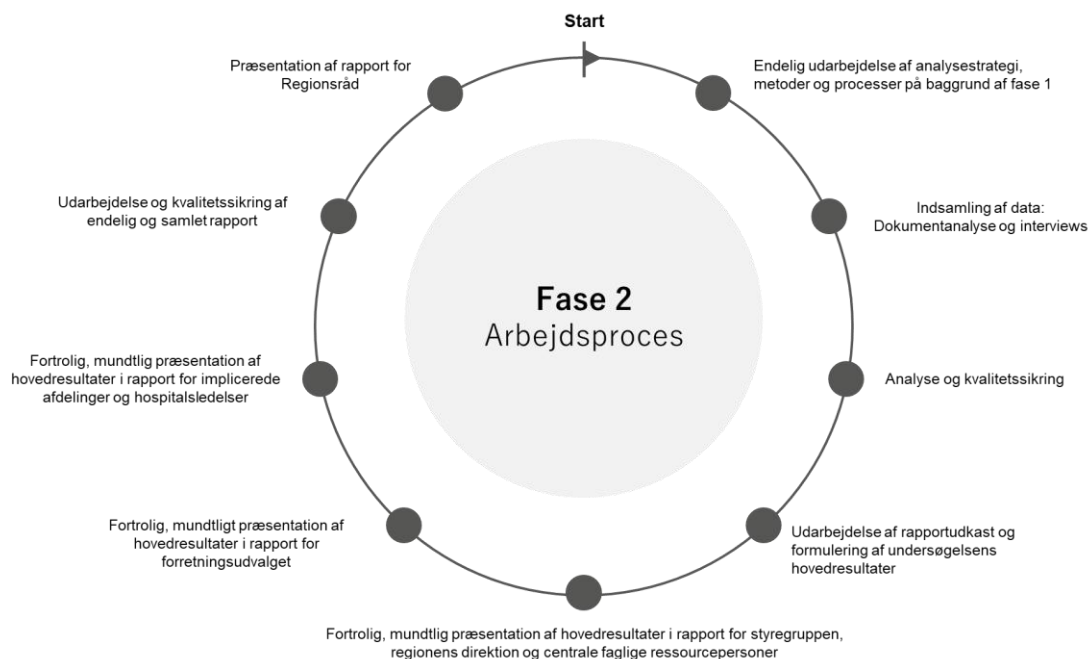 Start
Endelig udarbejdelse af analysestrategi,
metoder og processer på baggrund af fase 1
Indsamling af data:
Dokumentanalyse og interviews
Analyse og kvalitetssikring
Udarbejdelse af rapportudkast og
formulering af undersøgelsens
hovedresultater
Fortrolig, mundtlig præsentation af hovedresultater i rapport for styregruppen,
regionens direktion og centrale faglige ressourcepersoner
Fortrolig, mundtligt præsentation af
hovedresultater i rapport for
forretningsudvalget
Fortrolig, mundtlig præsentation af
hovedresultater i rapport for implicerede
afdelinger og hospitalsledelser
Udarbejdelse og kvalitetssikring af
endelig og samlet rapport
Præsentation af rapport for
Regionsråd
Fase 2
Arbejdsproces